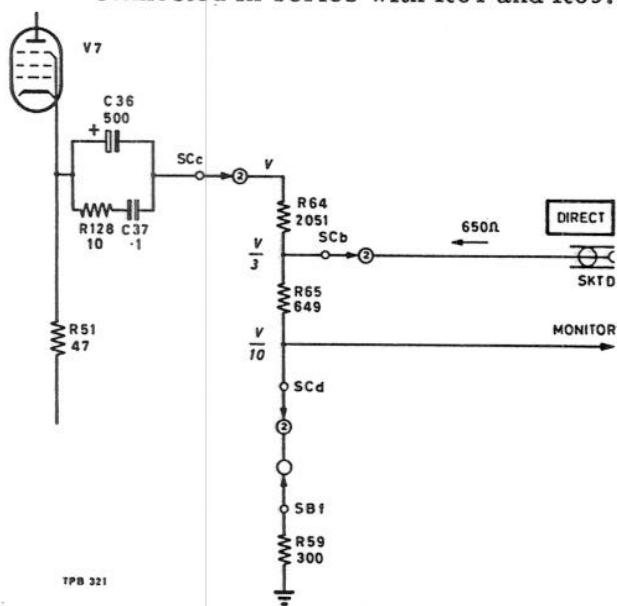 connected in series with R64 and R65.
V7
C36
500
+
SCc
2
V
R64
2051
DIRECT
R128
10
C37
·1
650Ω
SCb
2
V/3
SKTD
R65
649
R51
47
MONITOR
V/10
SCd
2
SBf
R59
300
TPB 321